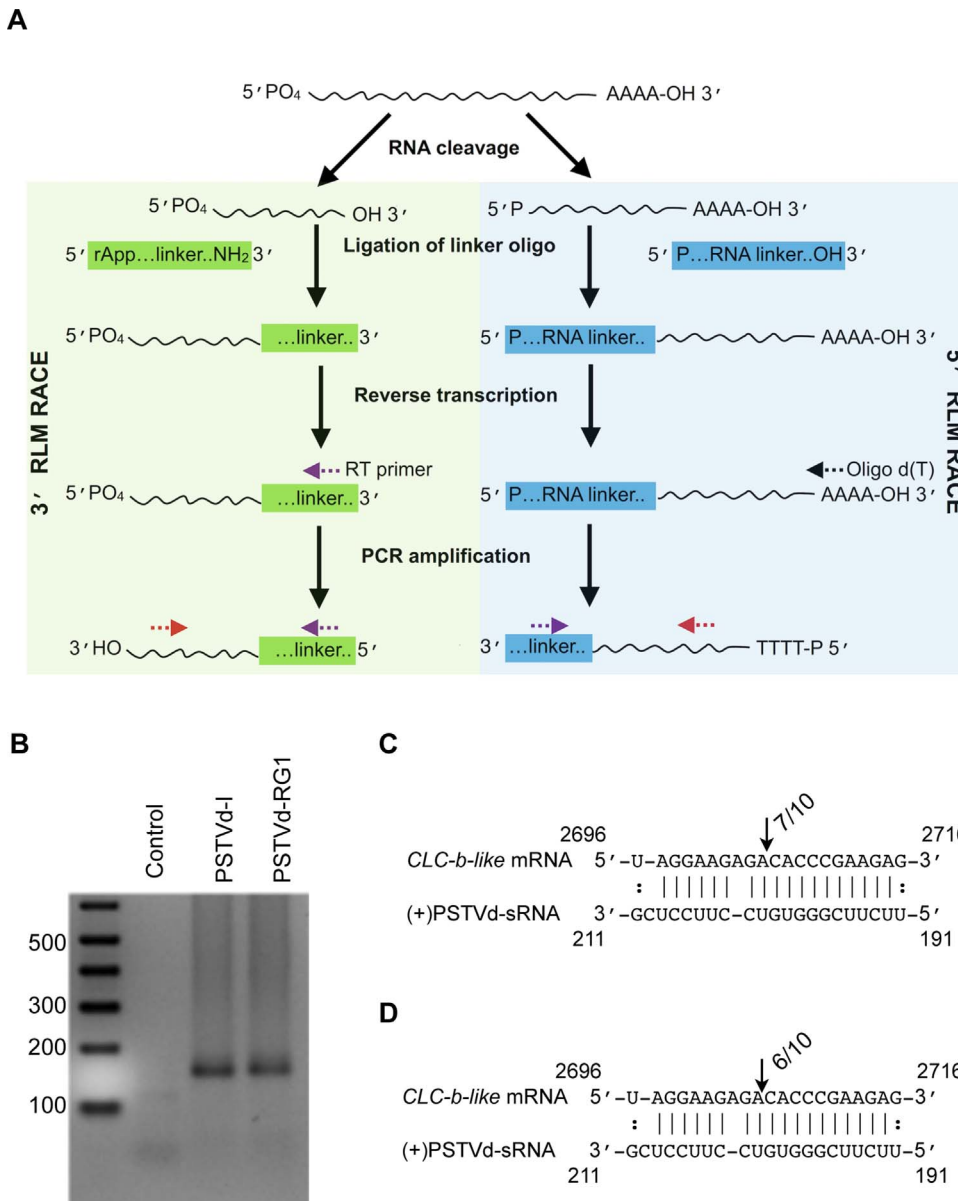 A
5′PO4 AAAA-OH 3′
RNA cleavage
5′PO4 OH 3′
5′P AAAA-OH 3′
Ligation of linker oligo
5′ rApp...linker..NH2 3′
5′ P...RNA linker..OH 3′
5′PO4 ...linker.. 3′
5′ P...RNA linker.. AAAA-OH 3′
3′ RLM RACE
5′ RLM RACE
Reverse transcription
RT primer
Oligo d(T)
5′PO4 ...linker.. 3′
5′ P...RNA linker.. AAAA-OH 3′
PCR amplification
3′HO ...linker.. 5′
3′ ...linker.. TTTT-P 5′
B
Control
PSTVd-I
PSTVd-RG1
500
300
200
100
C
7/10
2696 2716
CLC-b-like mRNA 5′-U-AGGAAGAGACACCCGAAGAG-3′
(+)PSTVd-sRNA 3′-GCUCCUUC-CUGUGGGCUUCUU-5′
211 191
D
6/10
2696 2716
CLC-b-like mRNA 5′-U-AGGAAGAGACACCCGAAGAG-3′
(+)PSTVd-sRNA 3′-GCUCCUUC-CUGUGGGCUUCUU-5′
211 191